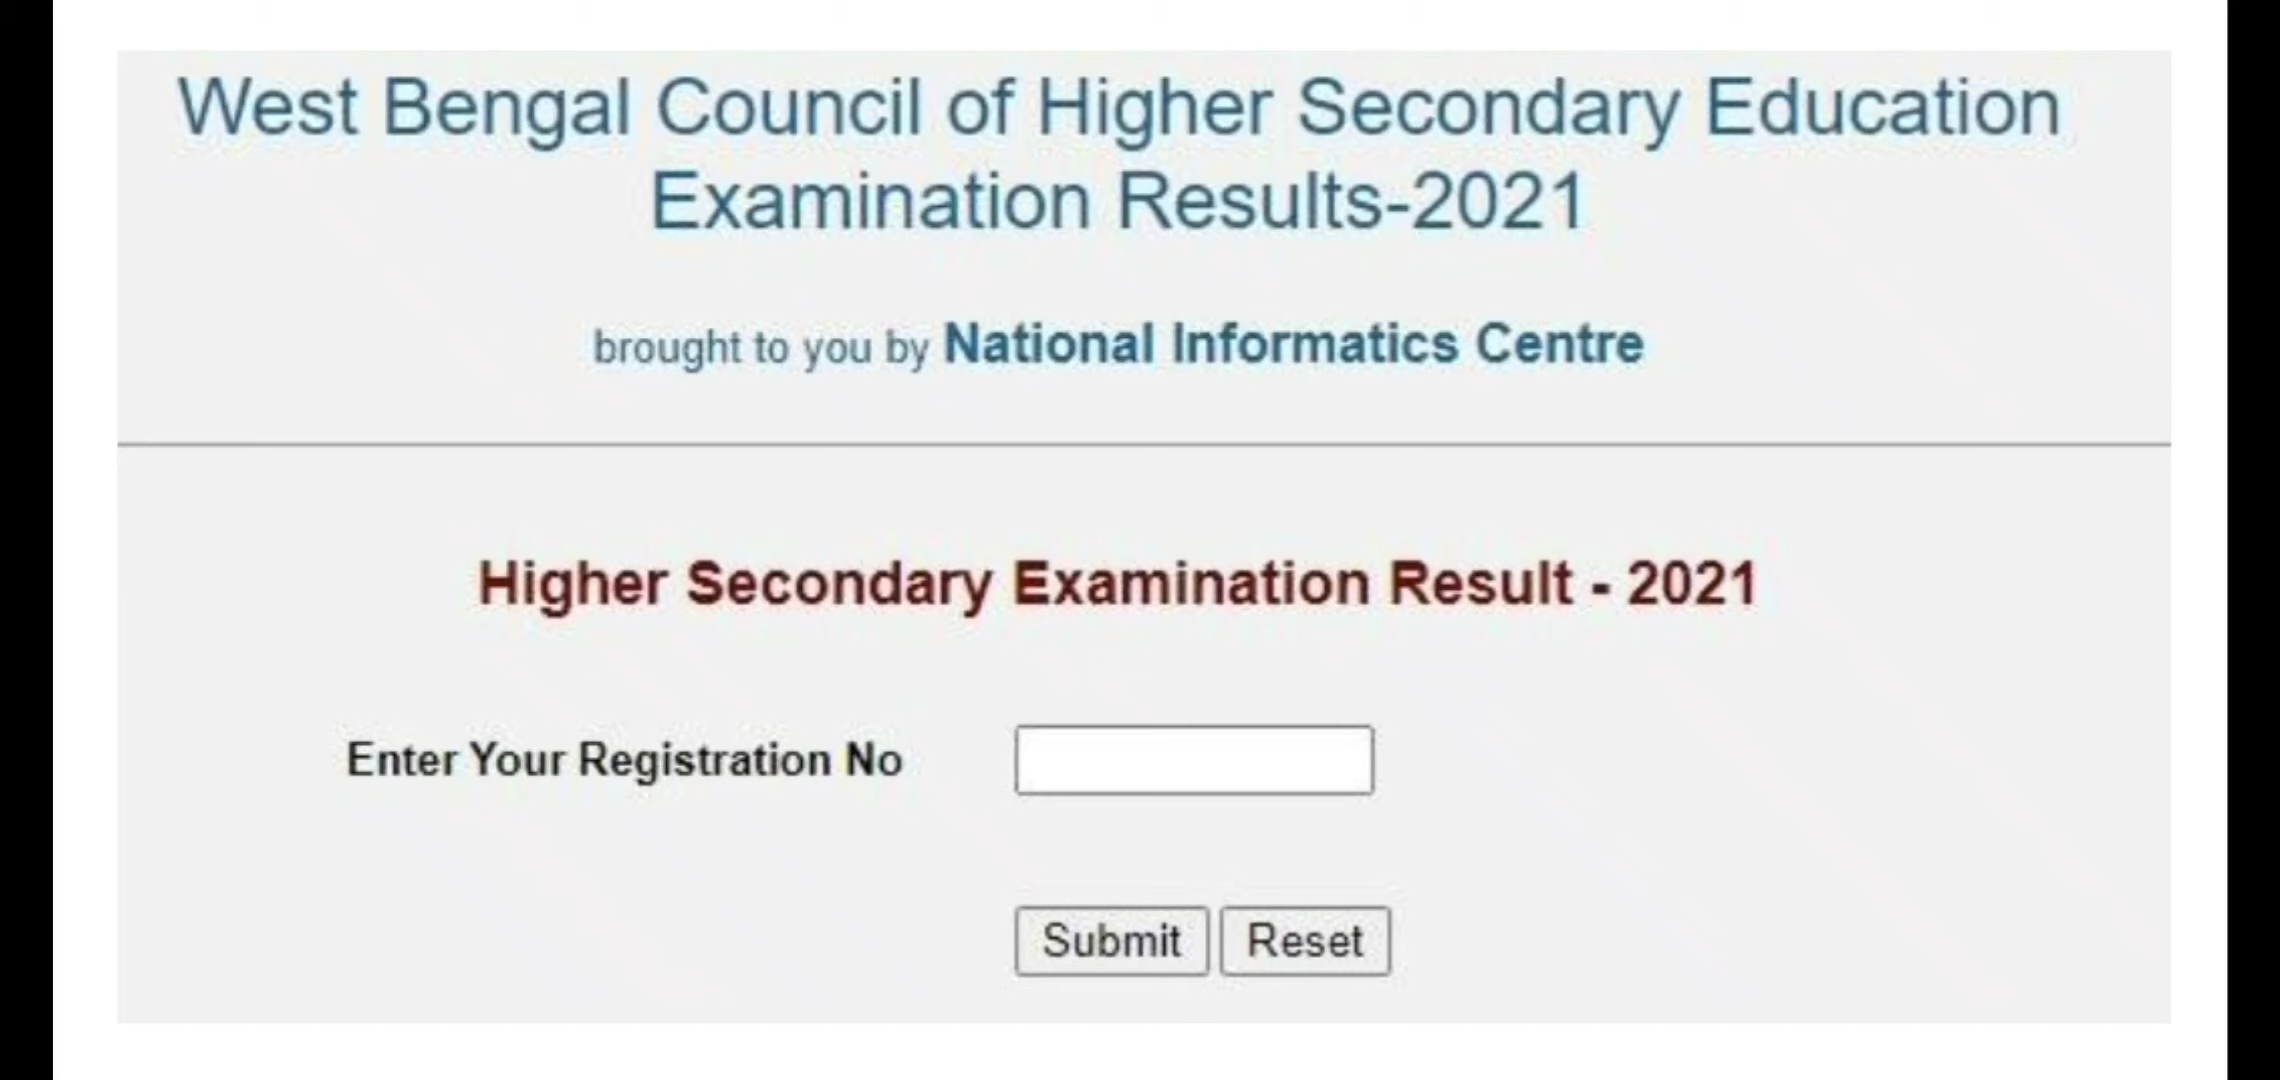 West Bengal Council of Higher Secondary Education
Examination Results-2021
brought to you by National Informatics Centre
Higher Secondary Examination Result - 2021
Enter Your Registration No
Submit Reset